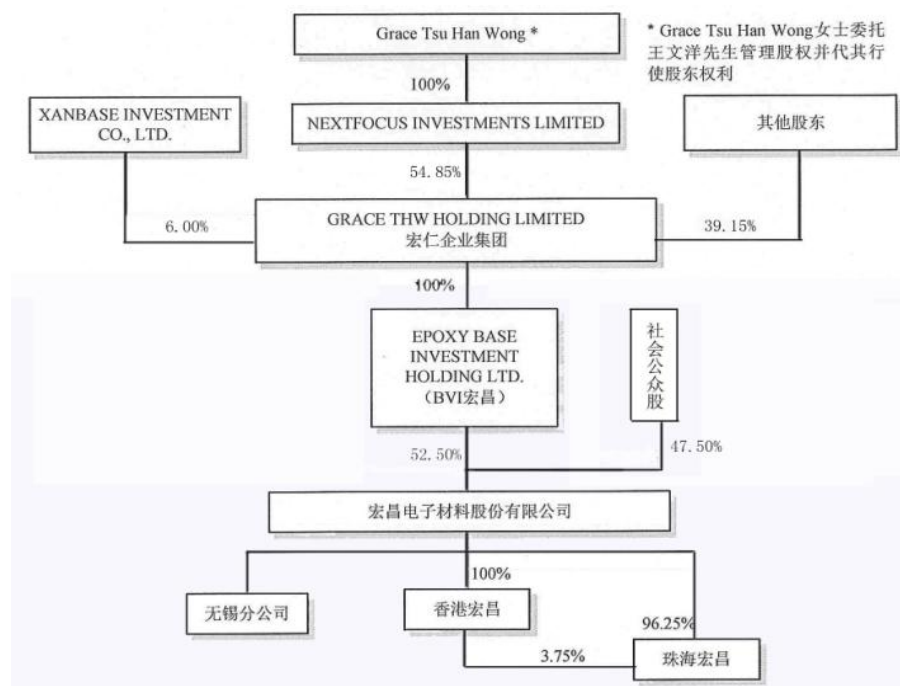 Grace Tsu Han Wong *
* Grace Tsu Han Wong女士委托
王文洋先生管理股权并代其行
使股东权利
100%
XANBASE INVESTMENT
CO., LTD.
NEXTFOCUS INVESTMENTS LIMITED
其他股东
54.85%
GRACE THW HOLDING LIMITED
宏仁企业集团
6.00%
39.15%
100%
EPOXY BASE
INVESTMENT
HOLDING LTD.
（BVI宏昌）
社
会
公
众
股
52.50%
47.50%
宏昌电子材料股份有限公司
100%
无锡分公司
香港宏昌
96.25%
3.75%
珠海宏昌